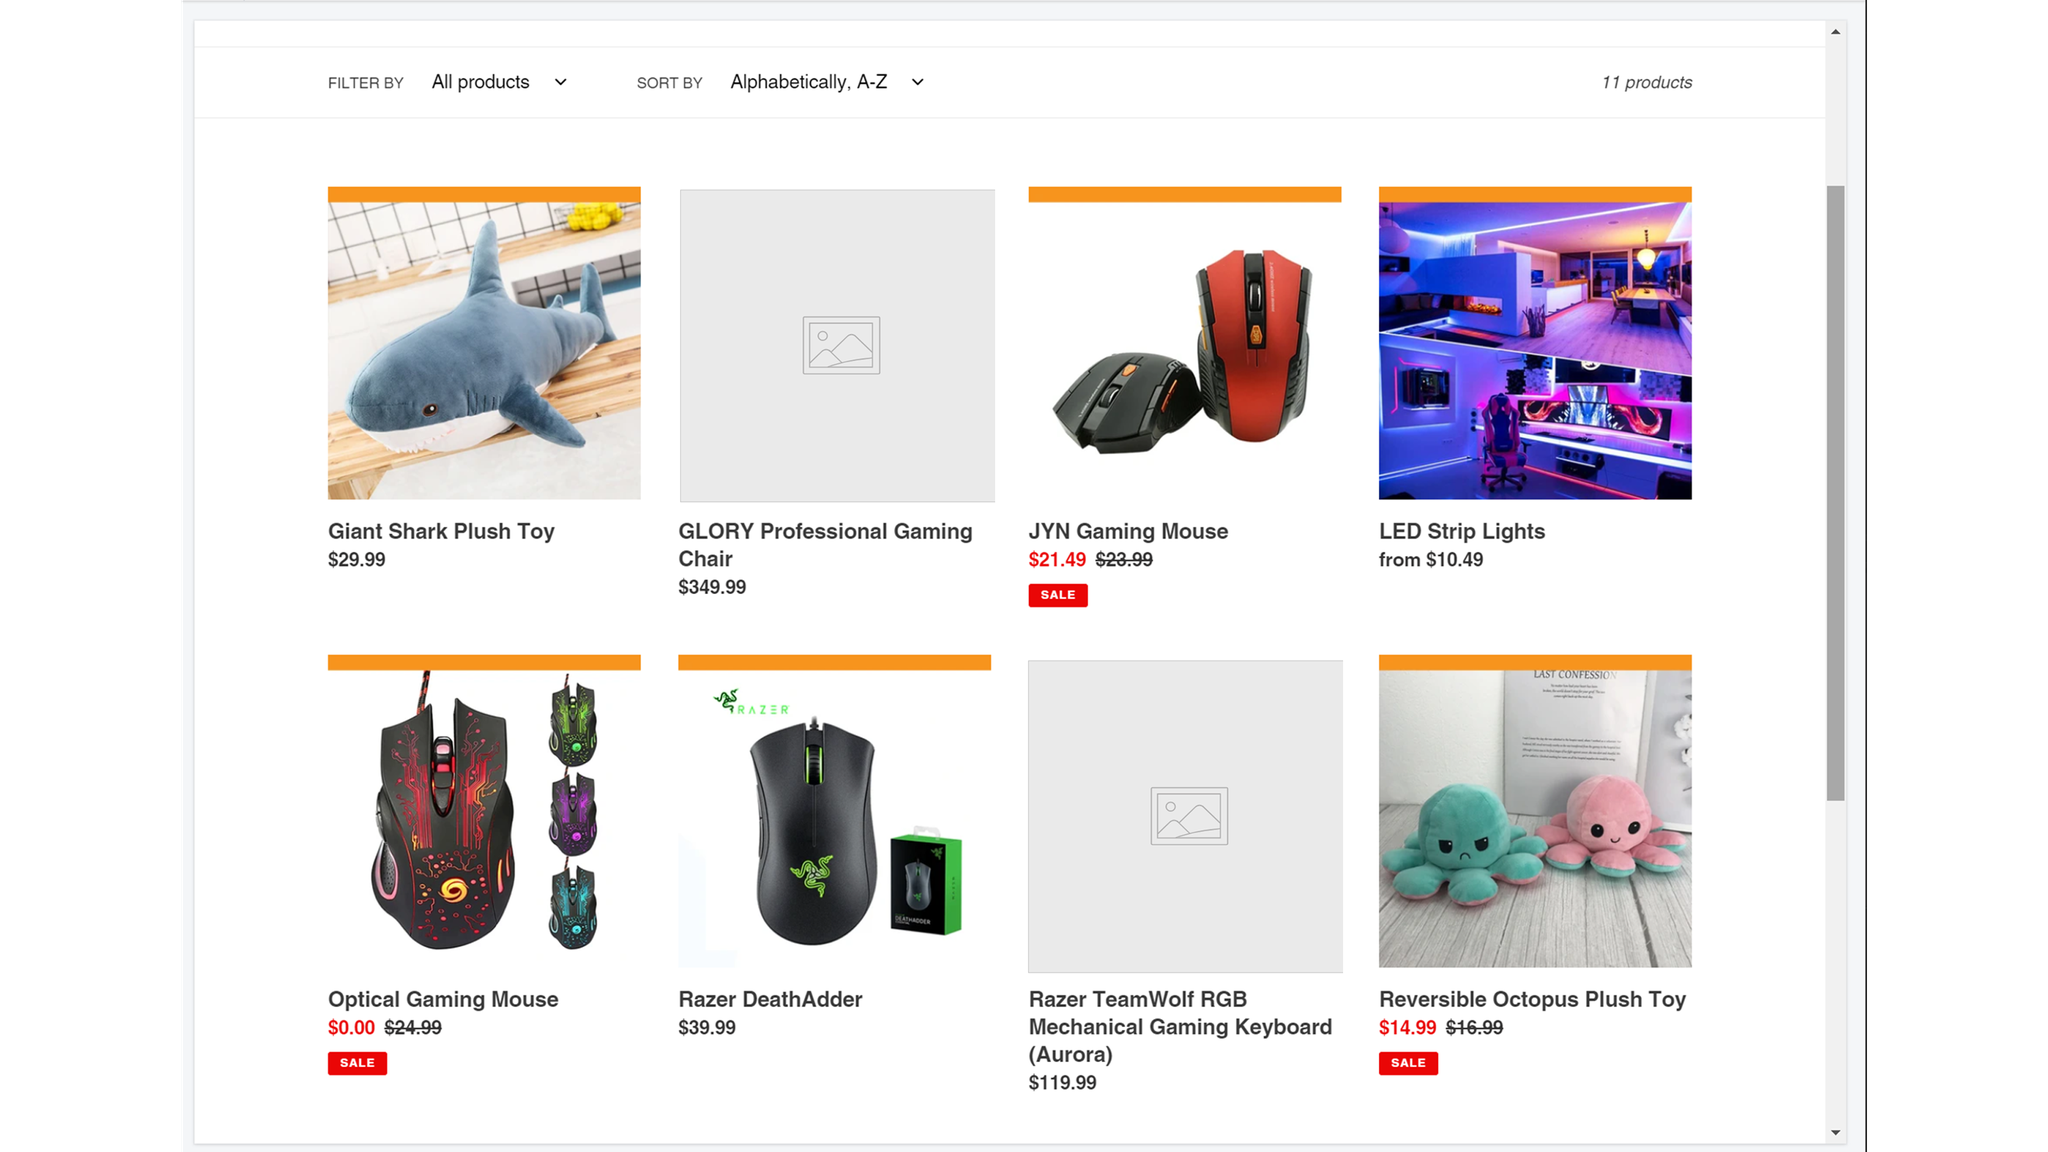 FILTER BY All products SORT BY Alphabetically, A-Z 11 products
Giant Shark Plush Toy
$29.99
GLORY Professional Gaming
Chair
$349.99
JYN Gaming Mouse
$21.49 $23.99
SALE
LED Strip Lights
from $10.49
LAST CONFESSION
RAZER
DEATHADDER
Optical Gaming Mouse
$0.00 $24.99
SALE
Razer DeathAdder
$39.99
Razer TeamWolf RGB
Mechanical Gaming Keyboard
(Aurora)
$119.99
Reversible Octopus Plush Toy
$14.99 $16.99
SALE